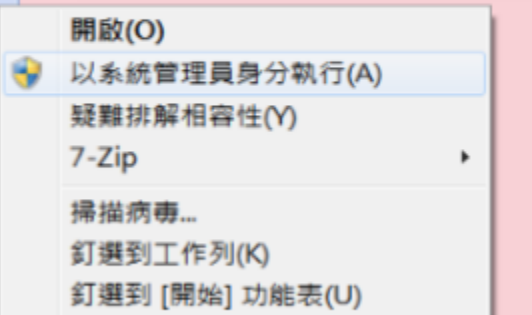 開啟(O)
以系統管理員身分執行(A)
疑難排解相容性(Y)
7-Zip
掃描病毒...
釘選到工作列(K)
釘選到 [開始] 功能表(U)